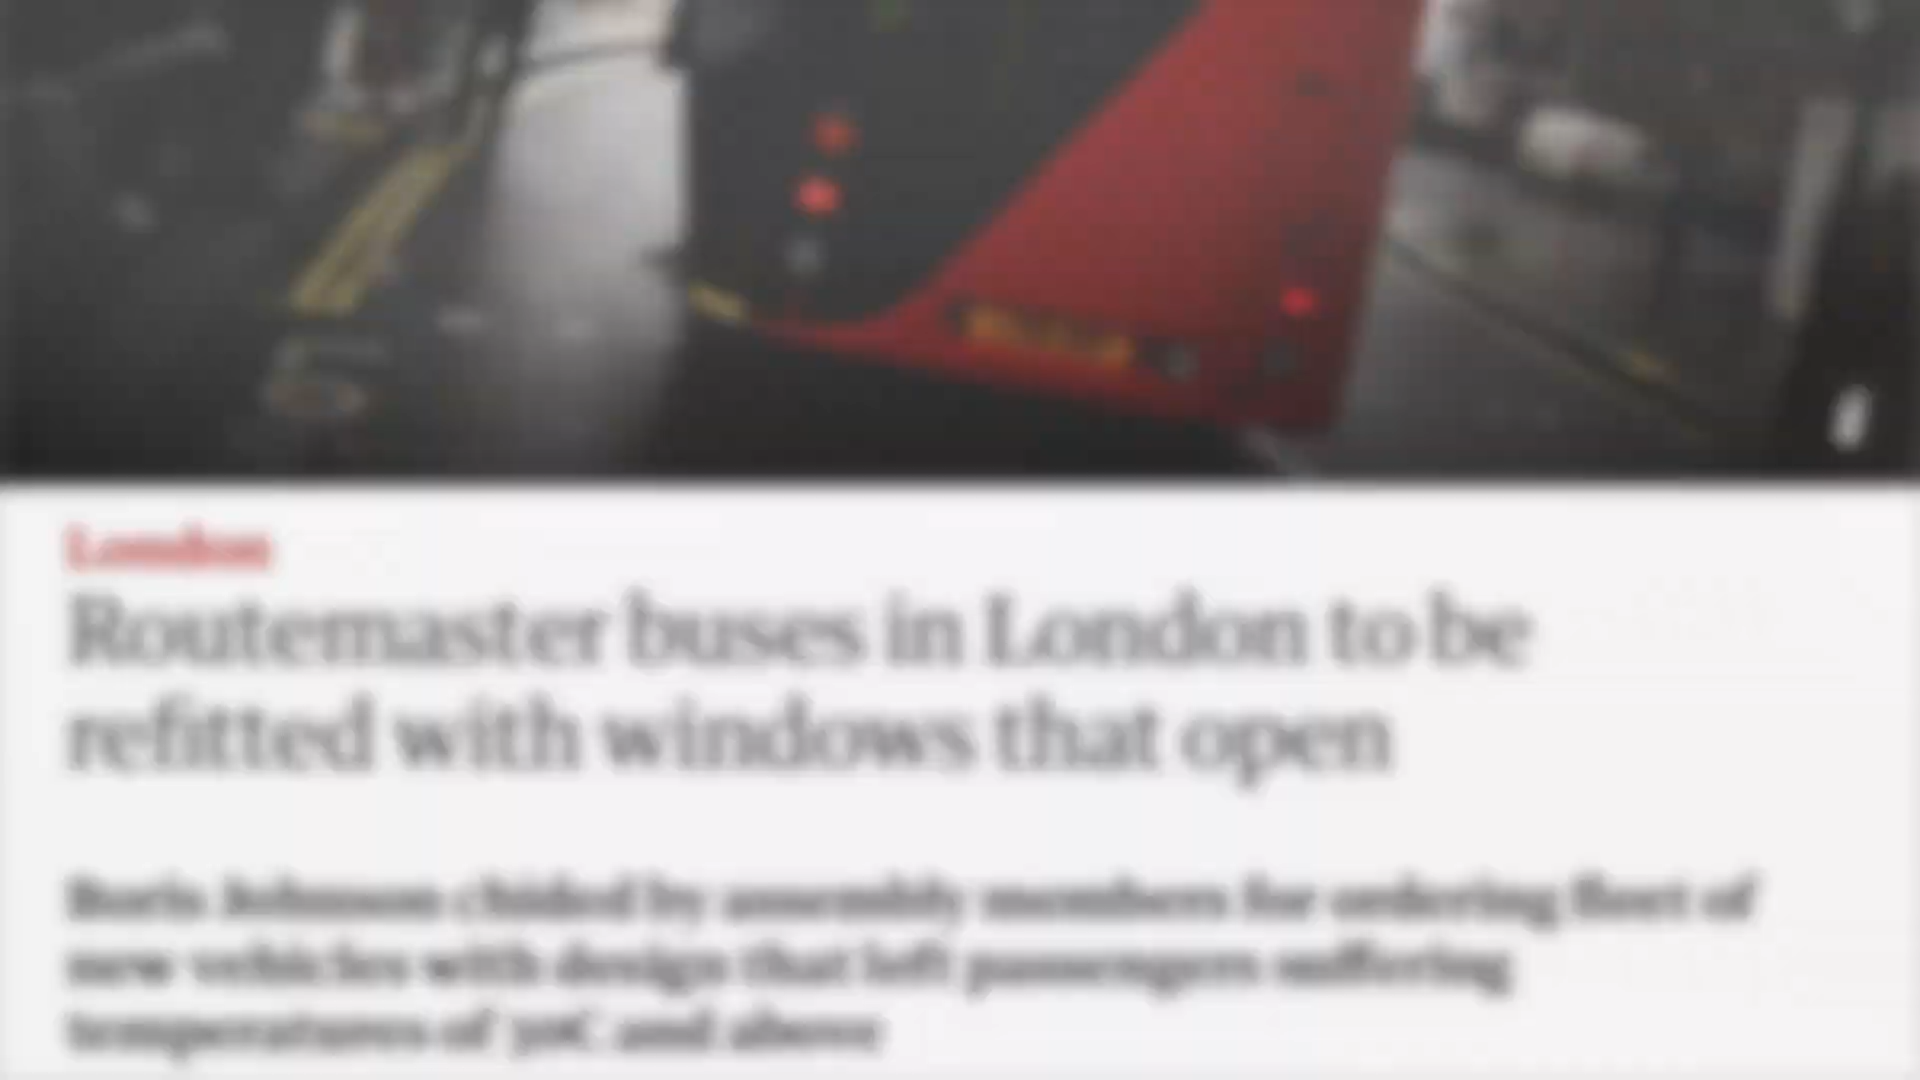 London
Routemaster buses in London to be
refitted with windows that open
Boris Johnson chided by assembly members for ordering fleet of
new vehicles with design that left passengers suffering
temperatures of 30C and above